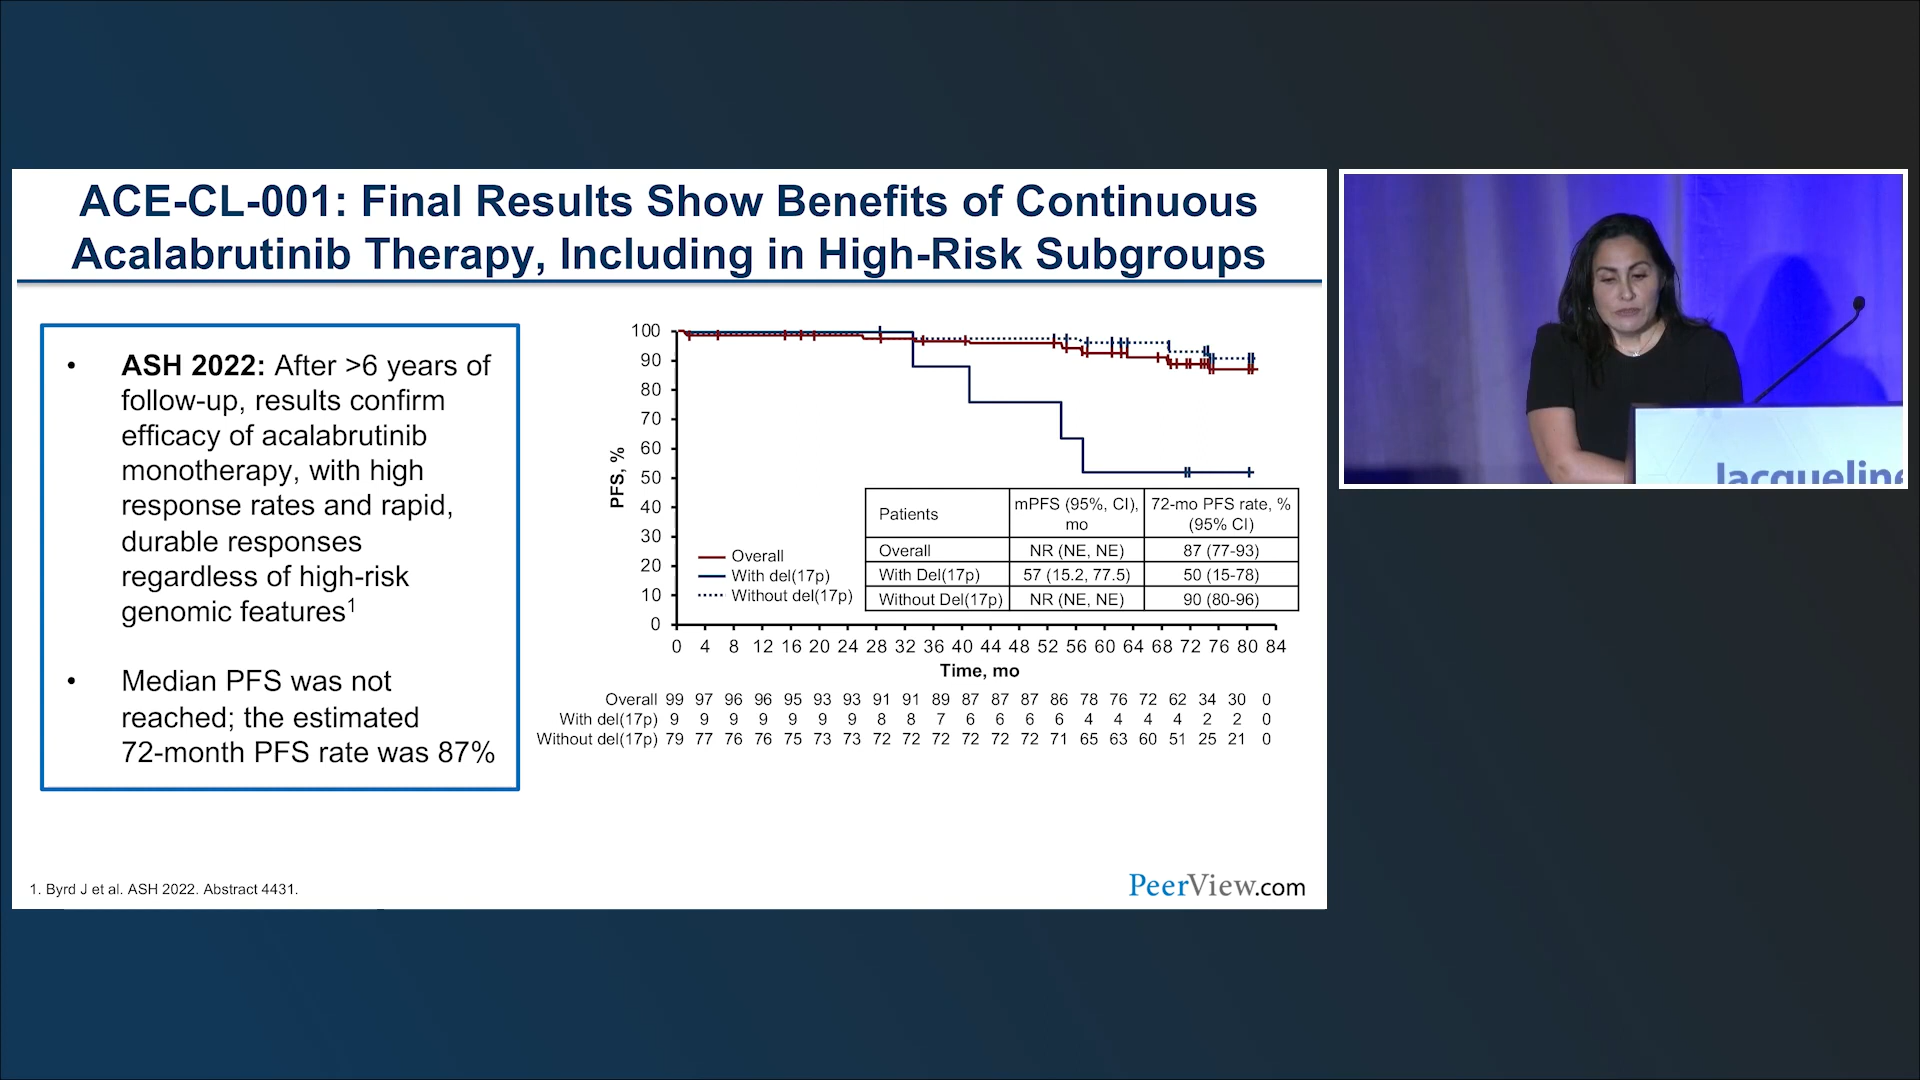 ACE-CL-001: Final Results Show Benefits of Continuous
Acalabrutinib Therapy, Including in High-Risk Subgroups
• ASH 2022: After >6 years of
follow-up, results confirm
efficacy of acalabrutinib
monotherapy, with high
response rates and rapid,
durable responses
regardless of high-risk
genomic features1
• Median PFS was not
reached; the estimated
72-month PFS rate was 87%
PFS, %
100
90
80
70
60
50
40
30
20
10
0
Overall
With del(17p)
Without del(17p)
Patients mPFS (95%, CI), mo 72-mo PFS rate, % (95% CI)
Overall NR (NE, NE) 87 (77-93)
With Del(17p) 57 (15.2, 77.5) 50 (15-78)
Without Del(17p) NR (NE, NE) 90 (80-96)
0 4 8 12 16 20 24 28 32 36 40 44 48 52 56 60 64 68 72 76 80 84
Time, mo
Overall 99 97 96 96 95 93 93 91 91 89 87 87 87 86 78 76 72 62 34 30 0
With del(17p) 9 9 9 9 9 9 9 8 8 7 6 6 6 6 4 4 4 4 2 2 0
Without del(17p) 79 77 76 76 75 73 73 72 72 72 72 72 72 71 65 63 60 51 25 21 0
1. Byrd J et al. ASH 2022. Abstract 4431.
PeerView.com
Jacqueline